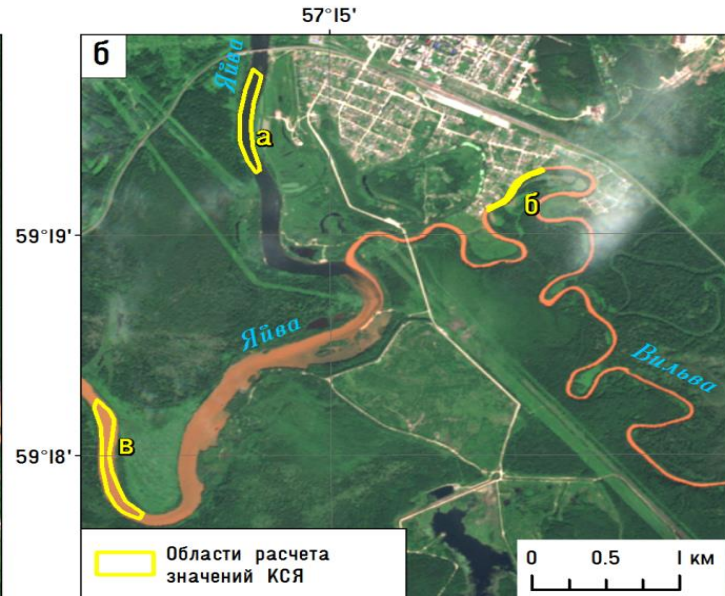 57°15'
б
Яйва
а
б
59°19'
Яйва
Вильва
59°18'
в
Области расчета
значений КСЯ
0 0.5 1 км